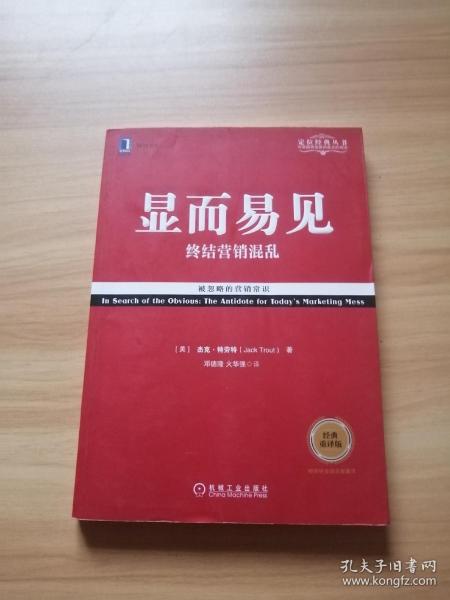 定位经典丛书
显而易见
终结营销混乱
被忽略的营销常识
In Search of the Obvious: The Antidote for Today's Marketing Mess
[美] 杰克·特劳特(Jack Trout) 著
邓德隆 火华强 译
经典
重译版
机械工业出版社
China Machine Press
孔夫子旧书网
www.kongfz.com